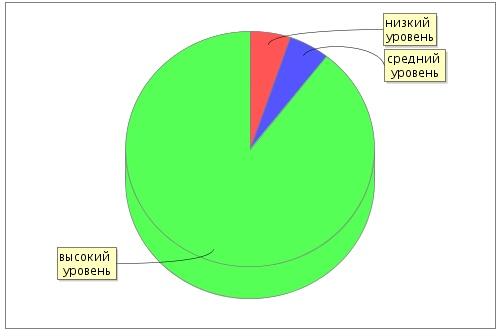 низкий
уровень
средний
уровень
высокий
уровень